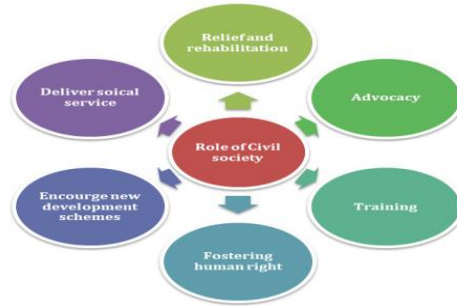 Relief and
rehabilitation
Deliver soical
service
Advocacy
Role of Civil
society
Encourge new
development
schemes
Training
Fostering
human right